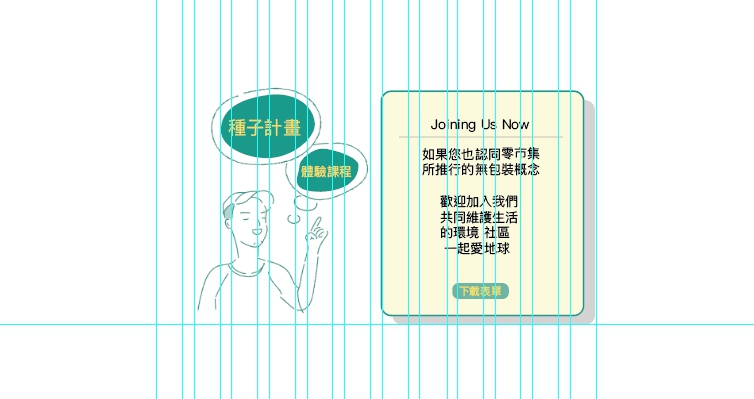 種子計畫
體驗課程
Joining Us Now
如果您也認同零市集
所推行的無包裝概念
歡迎加入我們
共同維護生活
的環境 社區
一起愛地球
下載表單